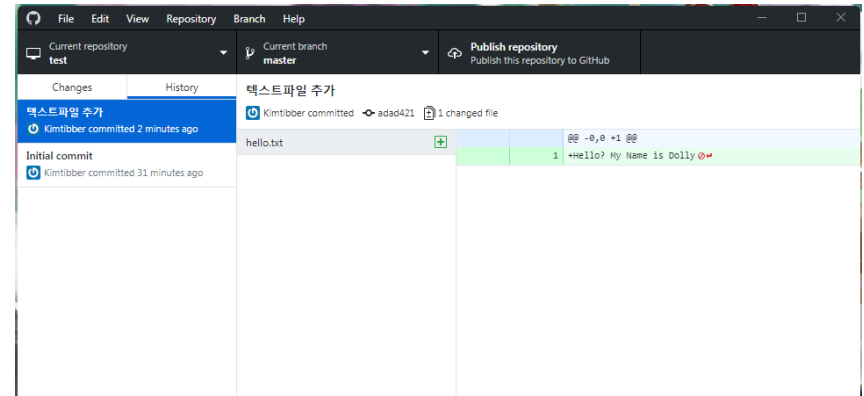 File Edit View Repository Branch Help
Current repository
test
Current branch
master
Publish repository
Publish this repository to GitHub
Changes History
텍스트파일 추가
Kimtibber committed 2 minutes ago
Initial commit
Kimtibber committed 31 minutes ago
텍스트파일 추가
Kimtibber committed adad421 1 changed file
hello.txt
@@ -0,0 +1 @@
1 +Hello? My Name is Dolly